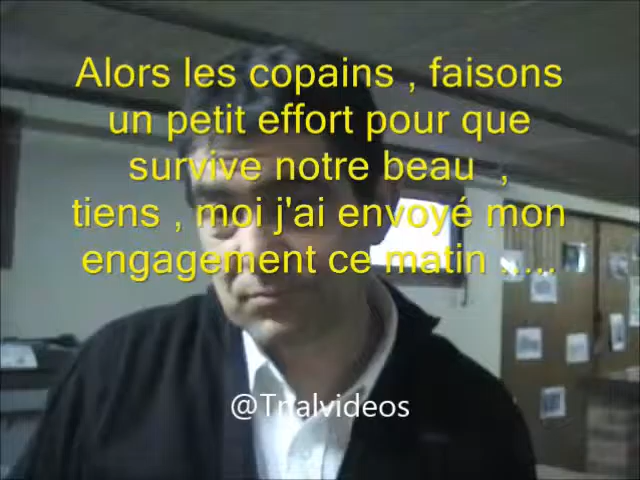 Alors les copains , faisons
un petit effort pour que
survive notre beau  ,
tiens , moi j'ai envoyé mon
engagement ce matin .....
@Trialvideos